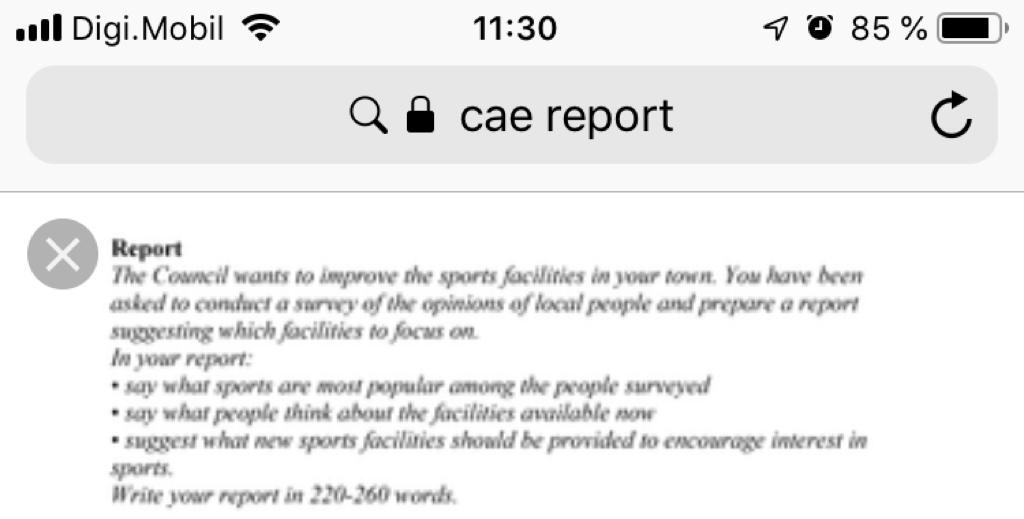 Digi.Mobil 11:30 85 %
cae report
Report
The Council wants to improve the sports facilities in your town. You have been
asked to conduct a survey of the opinions of local people and prepare a report
suggesting which facilities to focus on.
In your report:
• say what sports are most popular among the people surveyed
• say what people think about the facilities available now
• suggest what new sports facilities should be provided to encourage interest in
sports.
Write your report in 220-260 words.